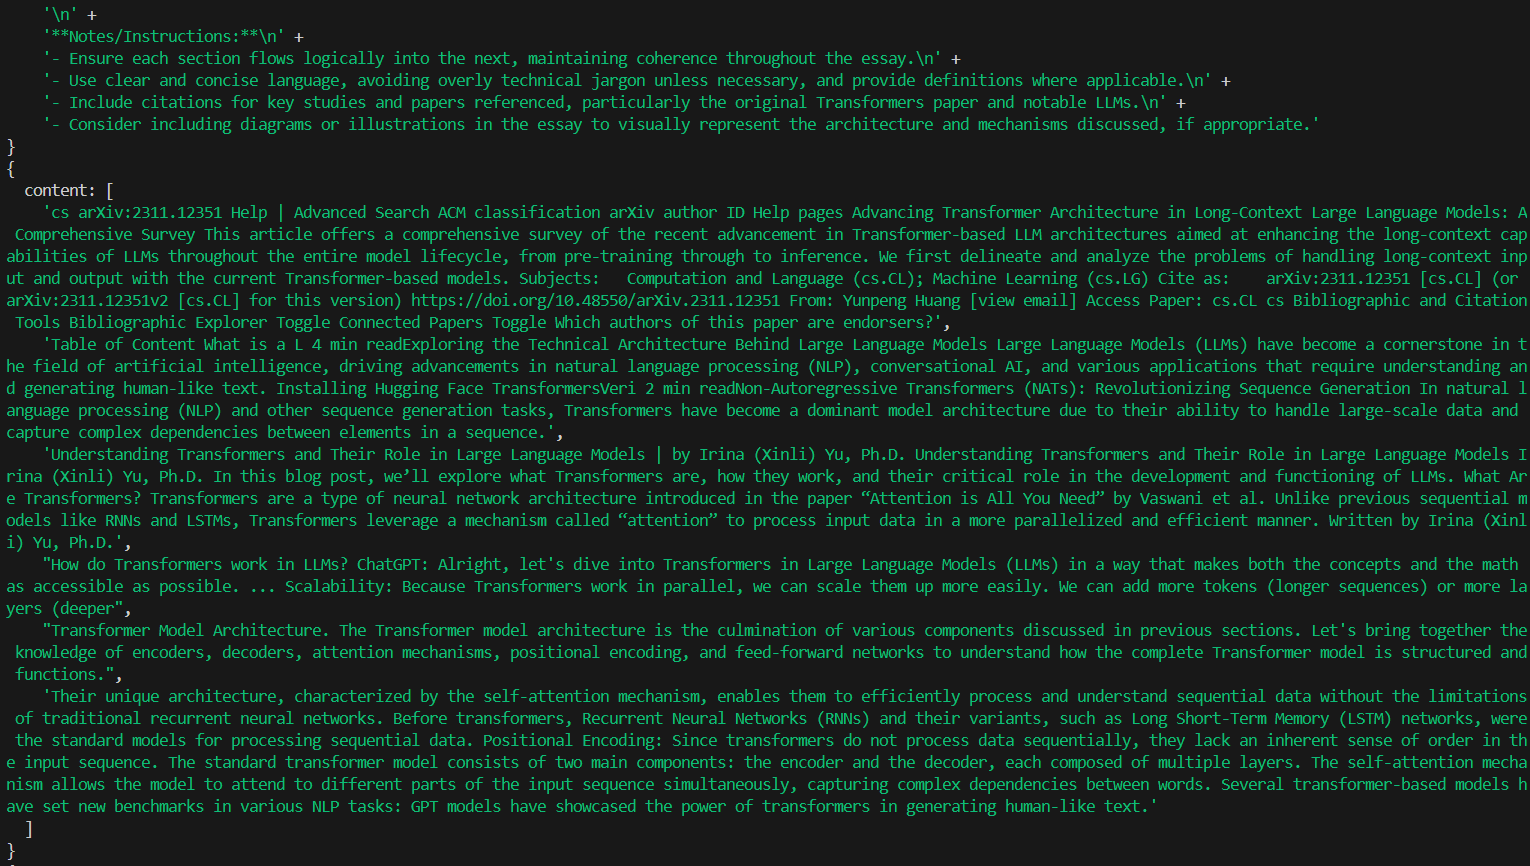 '\n' +
'**Notes/Instructions:**\n' +
'- Ensure each section flows logically into the next, maintaining coherence throughout the essay.\n' +
'- Use clear and concise language, avoiding overly technical jargon unless necessary, and provide definitions where applicable.\n' +
'- Include citations for key studies and papers referenced, particularly the original Transformers paper and notable LLMs.\n' +
'- Consider including diagrams or illustrations in the essay to visually represent the architecture and mechanisms discussed, if appropriate.'
}
{
content: [
'cs arXiv:2311.12351 Help | Advanced Search ACM classification arXiv author ID Help pages Advancing Transformer Architecture in Long-Context Large Language Models: A
Comprehensive Survey This article offers a comprehensive survey of the recent advancement in Transformer-based LLM architectures aimed at enhancing the long-context cap
abilities of LLMs throughout the entire model lifecycle, from pre-training through to inference. We first delineate and analyze the problems of handling long-context inp
ut and output with the current Transformer-based models. Subjects: Computation and Language (cs.CL); Machine Learning (cs.LG) Cite as: arXiv:2311.12351 [cs.CL] (or
arXiv:2311.12351v2 [cs.CL] for this version) https://doi.org/10.48550/arXiv.2311.12351 From: Yunpeng Huang [view email] Access Paper: cs.CL cs Bibliographic and Citation
Tools Bibliographic Explorer Toggle Connected Papers Toggle Which authors of this paper are endorsers?',
'Table of Content What is a L 4 min readExploring the Technical Architecture Behind Large Language Models Large Language Models (LLMs) have become a cornerstone in t
he field of artificial intelligence, driving advancements in natural language processing (NLP), conversational AI, and various applications that require understanding an
d generating human-like text. Installing Hugging Face TransformersVeri 2 min readNon-Autoregressive Transformers (NATs): Revolutionizing Sequence Generation In natural l
anguage processing (NLP) and other sequence generation tasks, Transformers have become a dominant model architecture due to their ability to handle large-scale data and
capture complex dependencies between elements in a sequence.',
'Understanding Transformers and Their Role in Large Language Models | by Irina (Xinli) Yu, Ph.D. Understanding Transformers and Their Role in Large Language Models I
rina (Xinli) Yu, Ph.D. In this blog post, we’ll explore what Transformers are, how they work, and their critical role in the development and functioning of LLMs. What Ar
e Transformers? Transformers are a type of neural network architecture introduced in the paper “Attention is All You Need” by Vaswani et al. Unlike previous sequential m
odels like RNNs and LSTMs, Transformers leverage a mechanism called “attention” to process input data in a more parallelized and efficient manner. Written by Irina (Xinl
i) Yu, Ph.D.',
"How do Transformers work in LLMs? ChatGPT: Alright, let's dive into Transformers in Large Language Models (LLMs) in a way that makes both the concepts and the math
as accessible as possible. ... Scalability: Because Transformers work in parallel, we can scale them up more easily. We can add more tokens (longer sequences) or more la
yers (deeper",
"Transformer Model Architecture. The Transformer model architecture is the culmination of various components discussed in previous sections. Let's bring together the
knowledge of encoders, decoders, attention mechanisms, positional encoding, and feed-forward networks to understand how the complete Transformer model is structured and
functions.",
'Their unique architecture, characterized by the self-attention mechanism, enables them to efficiently process and understand sequential data without the limitations
of traditional recurrent neural networks. Before transformers, Recurrent Neural Networks (RNNs) and their variants, such as Long Short-Term Memory (LSTM) networks, were
the standard models for processing sequential data. Positional Encoding: Since transformers do not process data sequentially, they lack an inherent sense of order in th
e input sequence. The standard transformer model consists of two main components: the encoder and the decoder, each composed of multiple layers. The self-attention mecha
nism allows the model to attend to different parts of the input sequence simultaneously, capturing complex dependencies between words. Several transformer-based models h
ave set new benchmarks in various NLP tasks: GPT models have showcased the power of transformers in generating human-like text.'
]
}